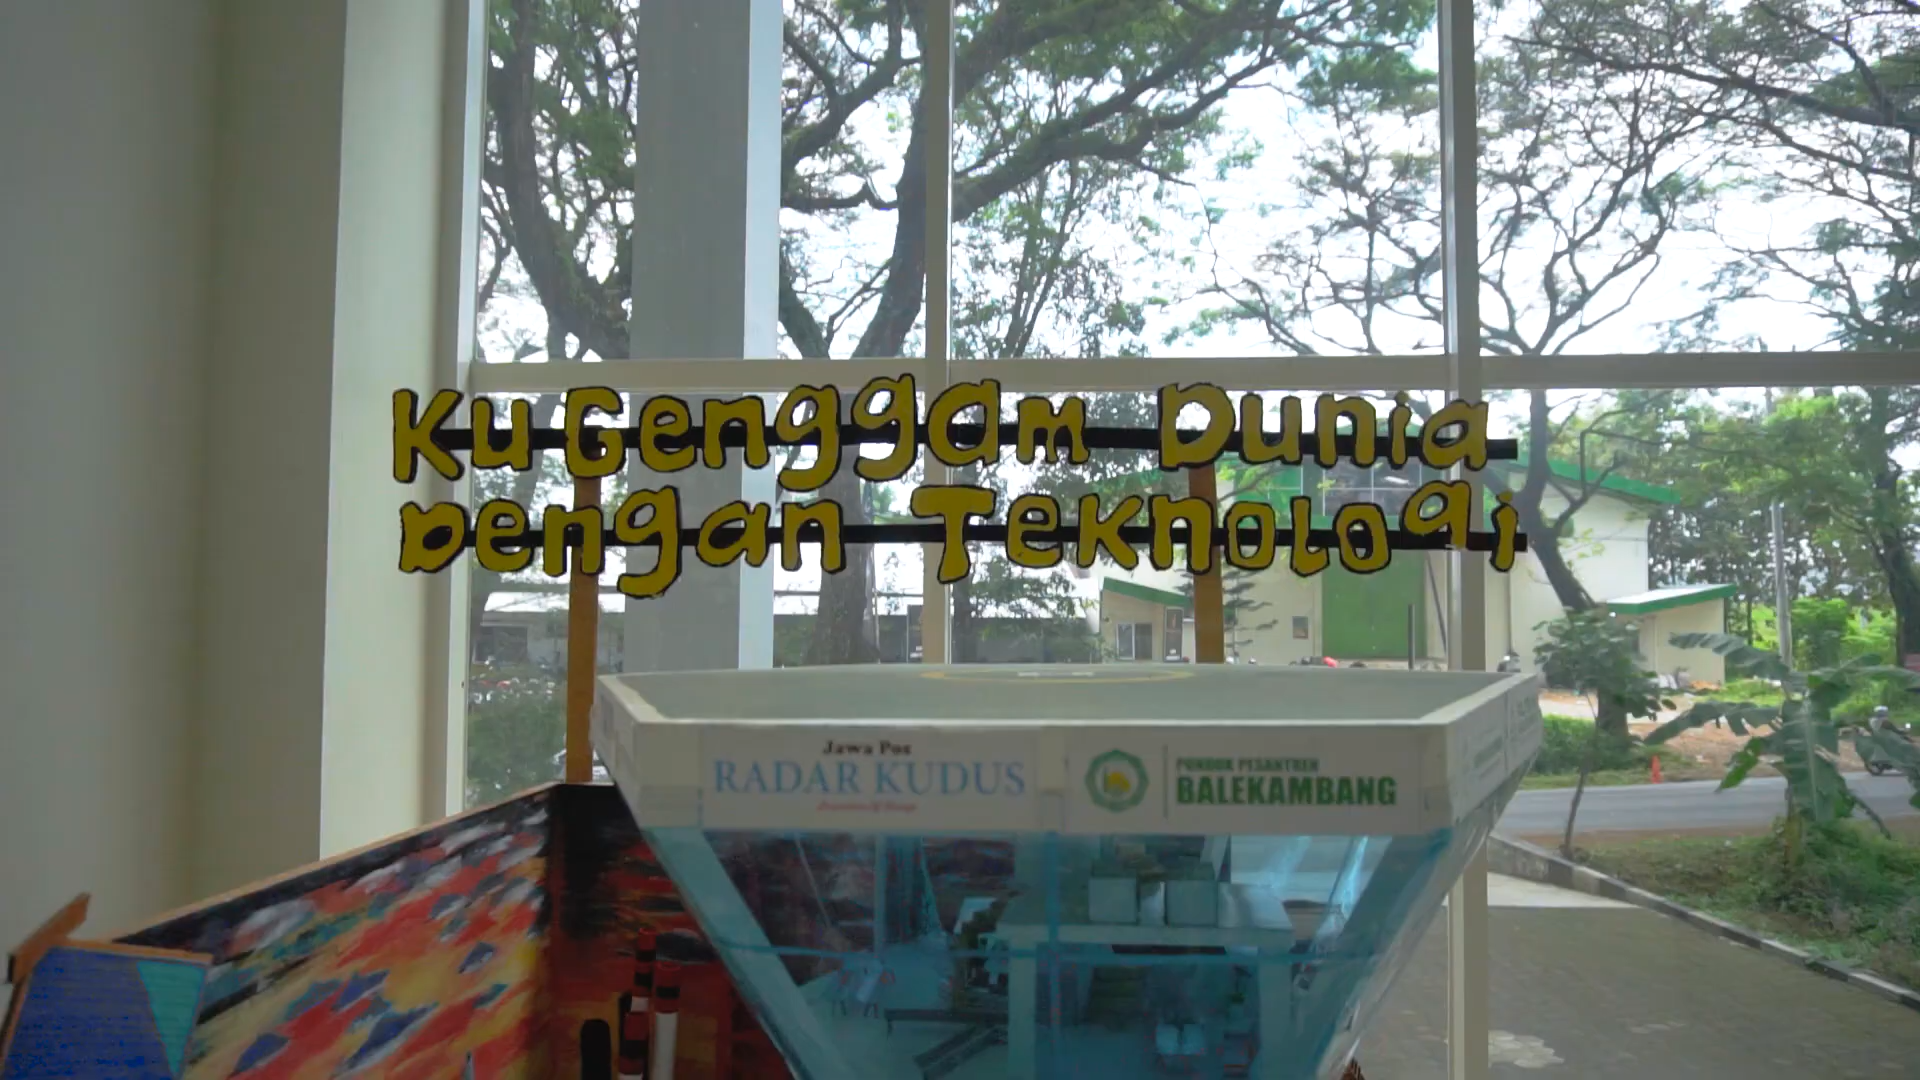 KuGenggam Dunia
Dengan Teknologi
Jawa Pos
RADAR KUDUS
PONDOK PESANTREN
BALEKAMBANG